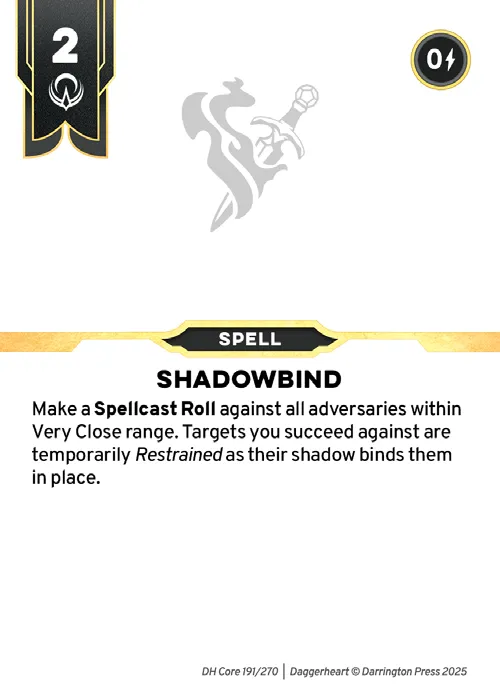 2
0
SPELL
SHADOWBIND
Make a Spellcast Roll against all adversaries within
Very Close range. Targets you succeed against are
temporarily Restrained as their shadow binds them
in place.
DH Core 191/270 | Daggerheart © Darrington Press 2025